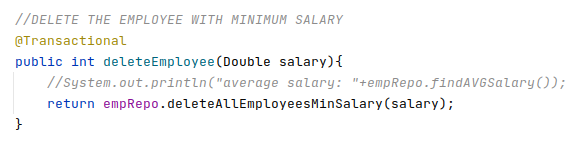 //DELETE THE EMPLOYEE WITH MINIMUM SALARY
@Transactional
public int deleteEmployee(Double salary){
    //System.out.println("average salary: "+empRepo.findAVGSalary());
    return empRepo.deleteAllEmployeesMinSalary(salary);
}